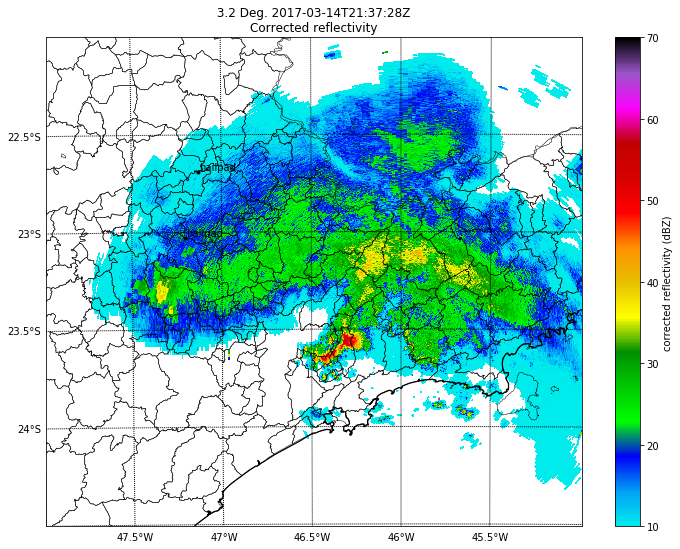 3.2 Deg. 2017-03-14T21:37:28Z
Corrected reflectivity
70
60
50
40
30
20
10
corrected reflectivity (dBZ)
22.5°S
23°S
23.5°S
24°S
47.5°W
47°W
46.5°W
46°W
45.5°W